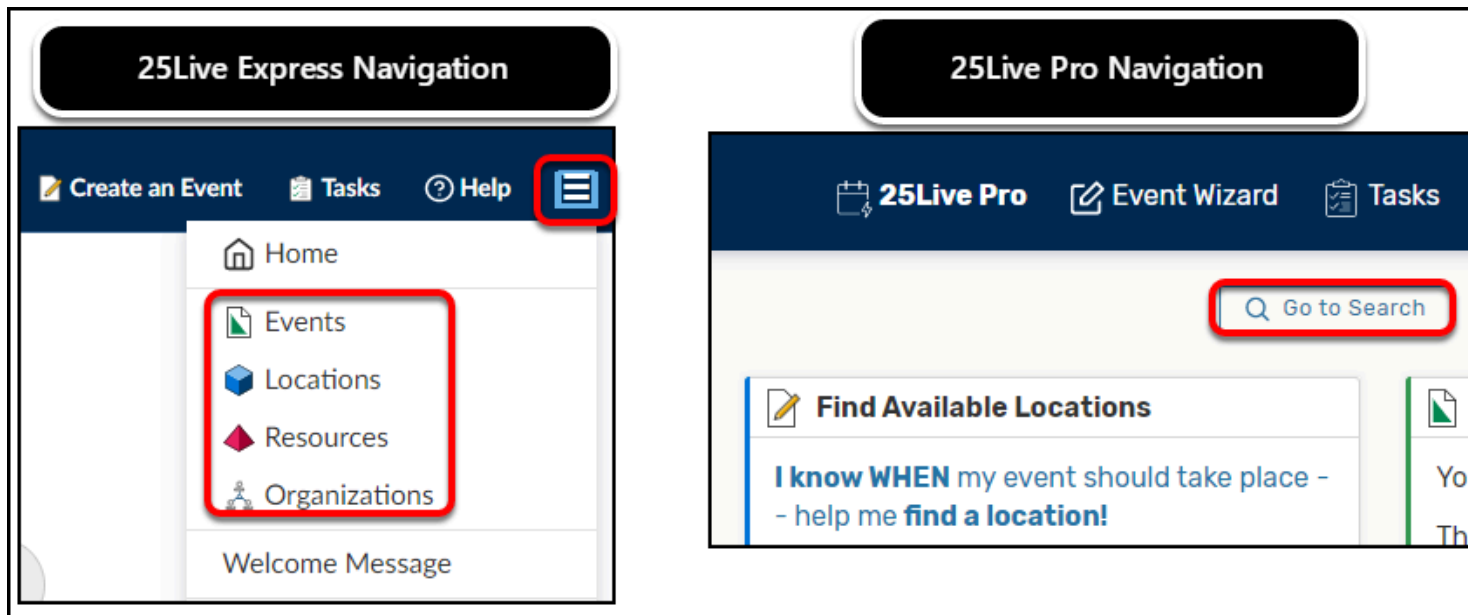 25Live Express Navigation
Create an Event Tasks Help
Home
Events
Locations
Resources
Organizations
Welcome Message
25Live Pro Navigation
25Live Pro Event Wizard Tasks
Go to Search
Find Available Locations
I know WHEN my event should take place -
- help me find a location!
Yo
Th